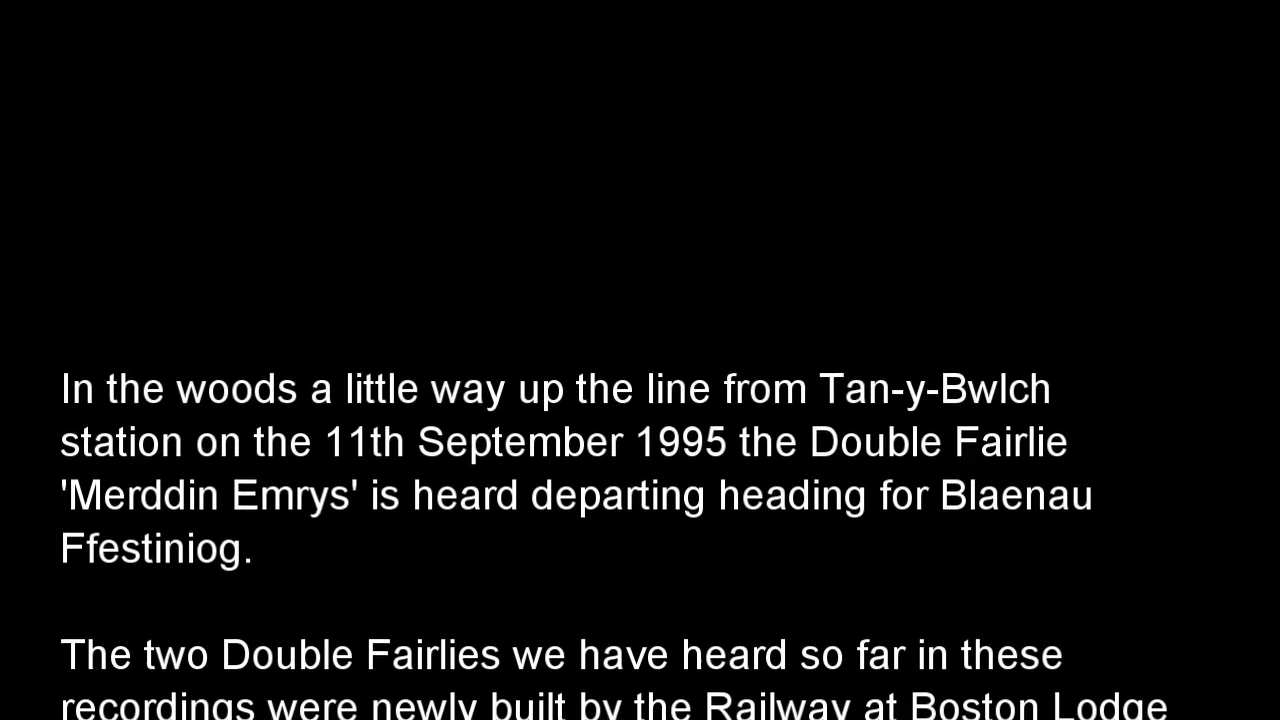 In the woods a little way up the line from Tan-y-Bwlch
station on the 11th September 1995 the Double Fairlie
'Merddin Emrys' is heard departing heading for Blaenau
Ffestiniog.
The two Double Fairlies we have heard so far in these
recordings were newly built by the Railway at Boston Lodge